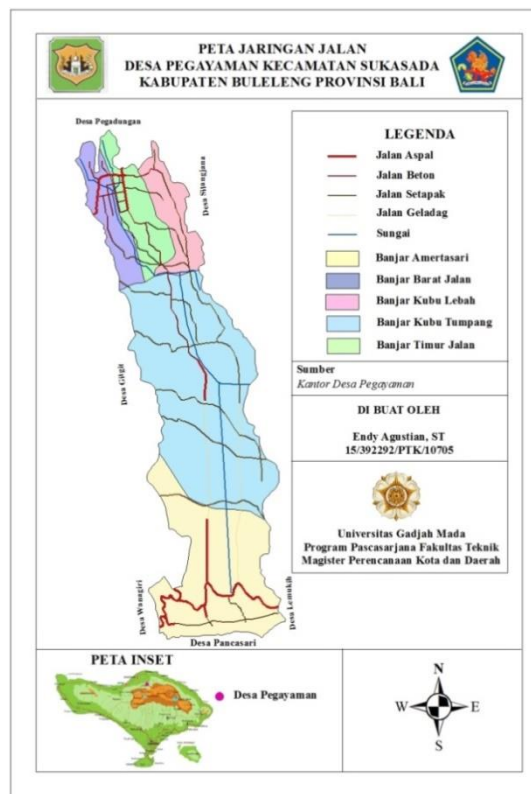 PETA JARINGAN JALAN
DESA PEGAYAMAN KECAMATAN SUKASADA
KABUPATEN BULELENG PROVINSI BALI
Desa Pegadungan
Desa Silangjana
Desa Gitgit
Desa Wanagiri
Desa Lemukih
Desa Pancasari
LEGENDA
Jalan Aspal
Jalan Beton
Jalan Setapak
Jalan Geladag
Sungai
Banjar Amertasari
Banjar Barat Jalan
Banjar Kubu Lebah
Banjar Kubu Tumpang
Banjar Timur Jalan
Sumber
Kantor Desa Pegayaman
DI BUAT OLEH
Endy Agustian, ST
15/392292/PTK/10705
Universitas Gadjah Mada
Program Pascasarjana Fakultas Teknik
Magister Perencanaan Kota dan Daerah
PETA INSET
Desa Pegayaman
N
W
E
S